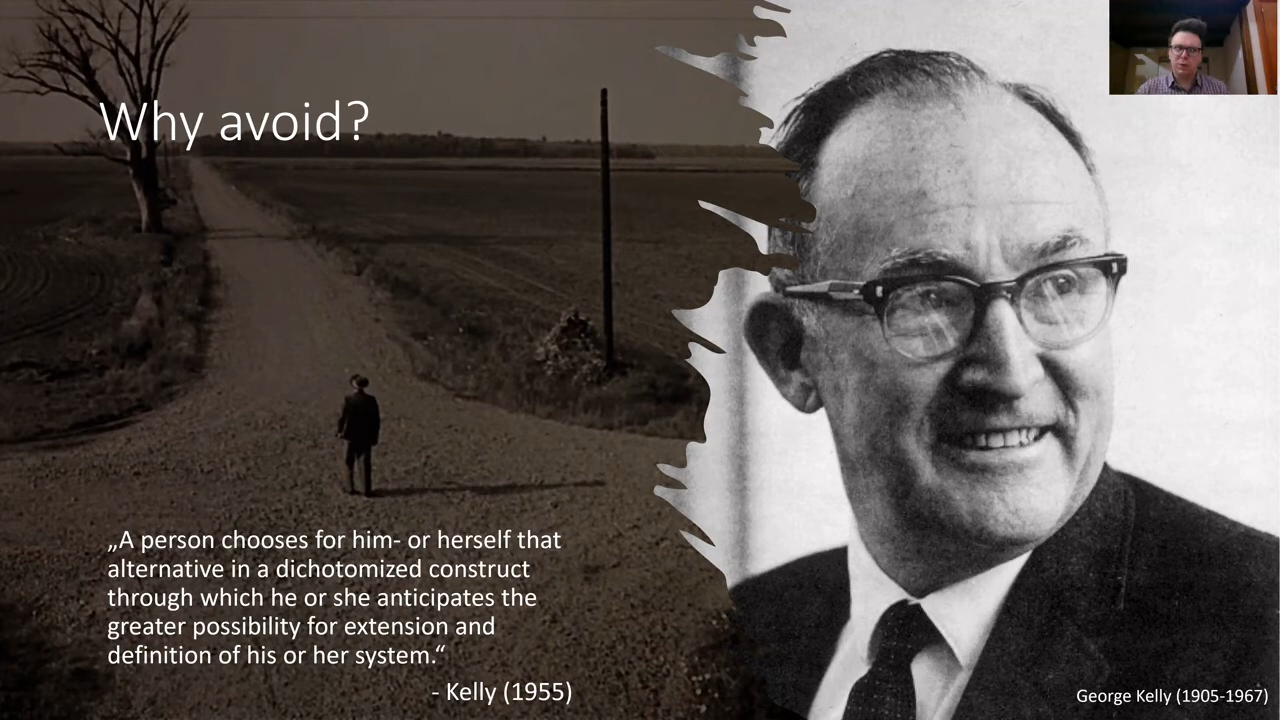 Why avoid?
„A person chooses for him- or herself that
alternative in a dichotomized construct
through which he or she anticipates the
greater possibility for extension and
definition of his or her system.“
- Kelly (1955)
George Kelly (1905-1967)